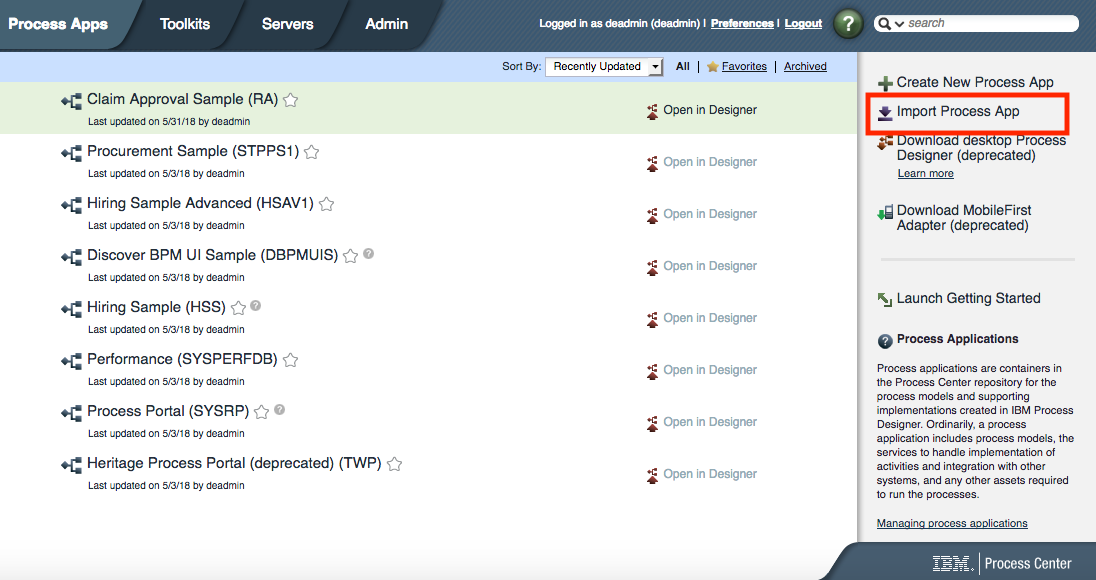 Process Apps
Toolkits
Servers
Admin
Logged in as deadmin (deadmin) | Preferences | Logout
?
search
Sort By: Recently Updated All | Favorites | Archived
Claim Approval Sample (RA)
Last updated on 5/31/18 by deadmin
Open in Designer
Procurement Sample (STPPS1)
Last updated on 5/3/18 by deadmin
Open in Designer
Hiring Sample Advanced (HSAV1)
Last updated on 5/3/18 by deadmin
Open in Designer
Discover BPM UI Sample (DBPMUIS) ?
Last updated on 5/3/18 by deadmin
Open in Designer
Hiring Sample (HSS) ?
Last updated on 5/3/18 by deadmin
Open in Designer
Performance (SYSPERFDB)
Last updated on 5/3/18 by deadmin
Open in Designer
Process Portal (SYSRP) ?
Last updated on 5/3/18 by deadmin
Open in Designer
Heritage Process Portal (deprecated) (TWP)
Last updated on 5/3/18 by deadmin
Open in Designer
Create New Process App
Import Process App
Download desktop Process
Designer (deprecated)
Learn more
Download MobileFirst
Adapter (deprecated)
Launch Getting Started
? Process Applications
Process applications are containers in
the Process Center repository for the
process models and supporting
implementations created in IBM Process
Designer. Ordinarily, a process
application includes process models, the
services to handle implementation of
activities and integration with other
systems, and any other assets required
to run the processes.
Managing process applications
IBM. Process Center